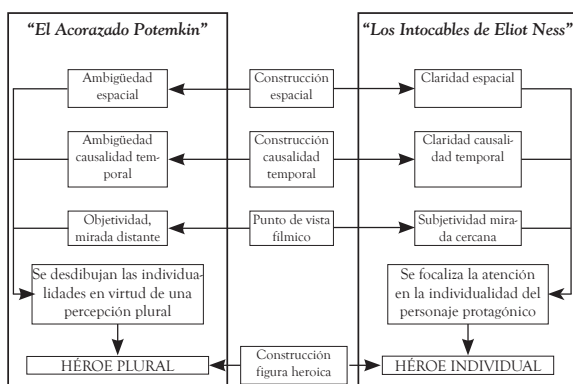 “El Acorazado Potemkin”
“Los Intocables de Eliot Ness”
Ambigüedad
espacial
Construcción
espacial
Claridad espacial
Ambigüedad
causalidad tem-
poral
Construcción
causalidad
temporal
Claridad causali-
dad temporal
Objetividad,
mirada distante
Punto de vista
fílmico
Subjetividad mira-
da cercana
Se desdibujan las individua-
lidades en virtud de una
percepción plural
Se focaliza la atención
en la individualidad del
personaje protagónico
HÉROE PLURAL
Construcción
figura heroica
HÉROE INDIVIDUAL